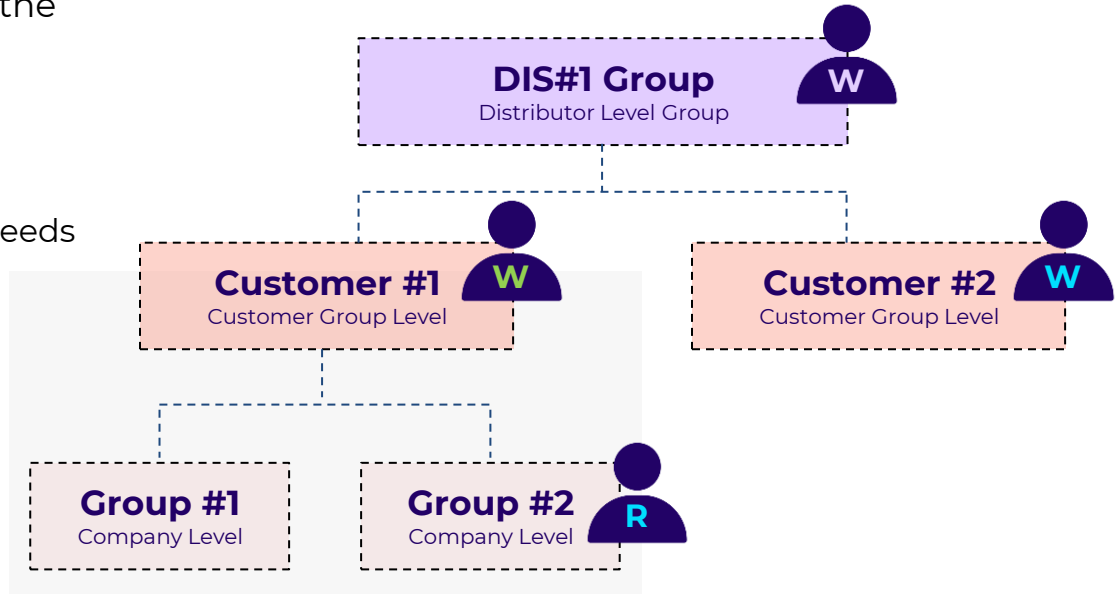 the
DIS#1 Group
Distributor Level Group
W
eeds
Customer #1
Customer Group Level
W
Customer #2
Customer Group Level
W
Group #1
Company Level
Group #2
Company Level
R